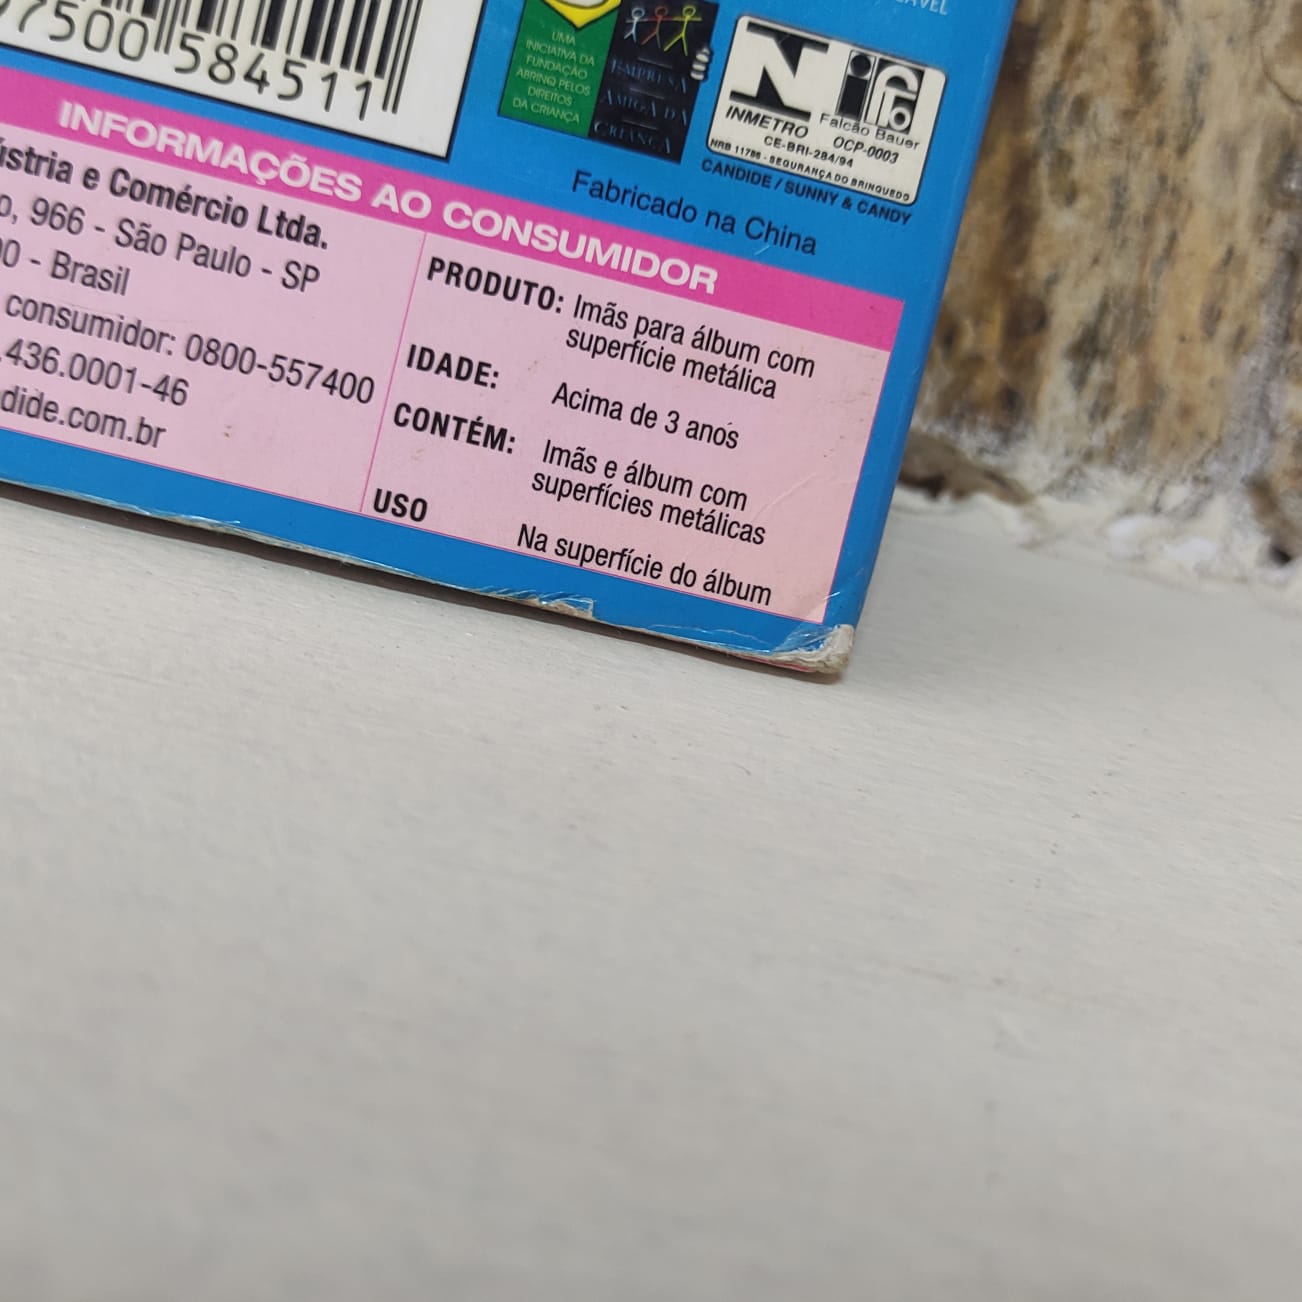 7500 584511
UMA
INICIATIVA DA
FUNDAÇÃO
ABRINQ PELOS
DIREITOS
DA CRIANÇA
EMPRESA
AMIGA DA
CRIANÇA
INMETRO
Falcão Bauer
OCP-0003
CE-BRI-284/94
NRB 11786 - SEGURANÇA DO BRINQUEDO
CANDIDE / SUNNY & CANDY
Fabricado na China
INFORMAÇÕES AO CONSUMIDOR
ústria e Comércio Ltda.
o, 966 - São Paulo - SP
00 - Brasil
consumidor: 0800-557400
.436.0001-46
dide.com.br
PRODUTO: Imãs para álbum com
superfície metálica
IDADE: Acima de 3 anos
CONTÉM: Imãs e álbum com
superfícies metálicas
USO Na superfície do álbum